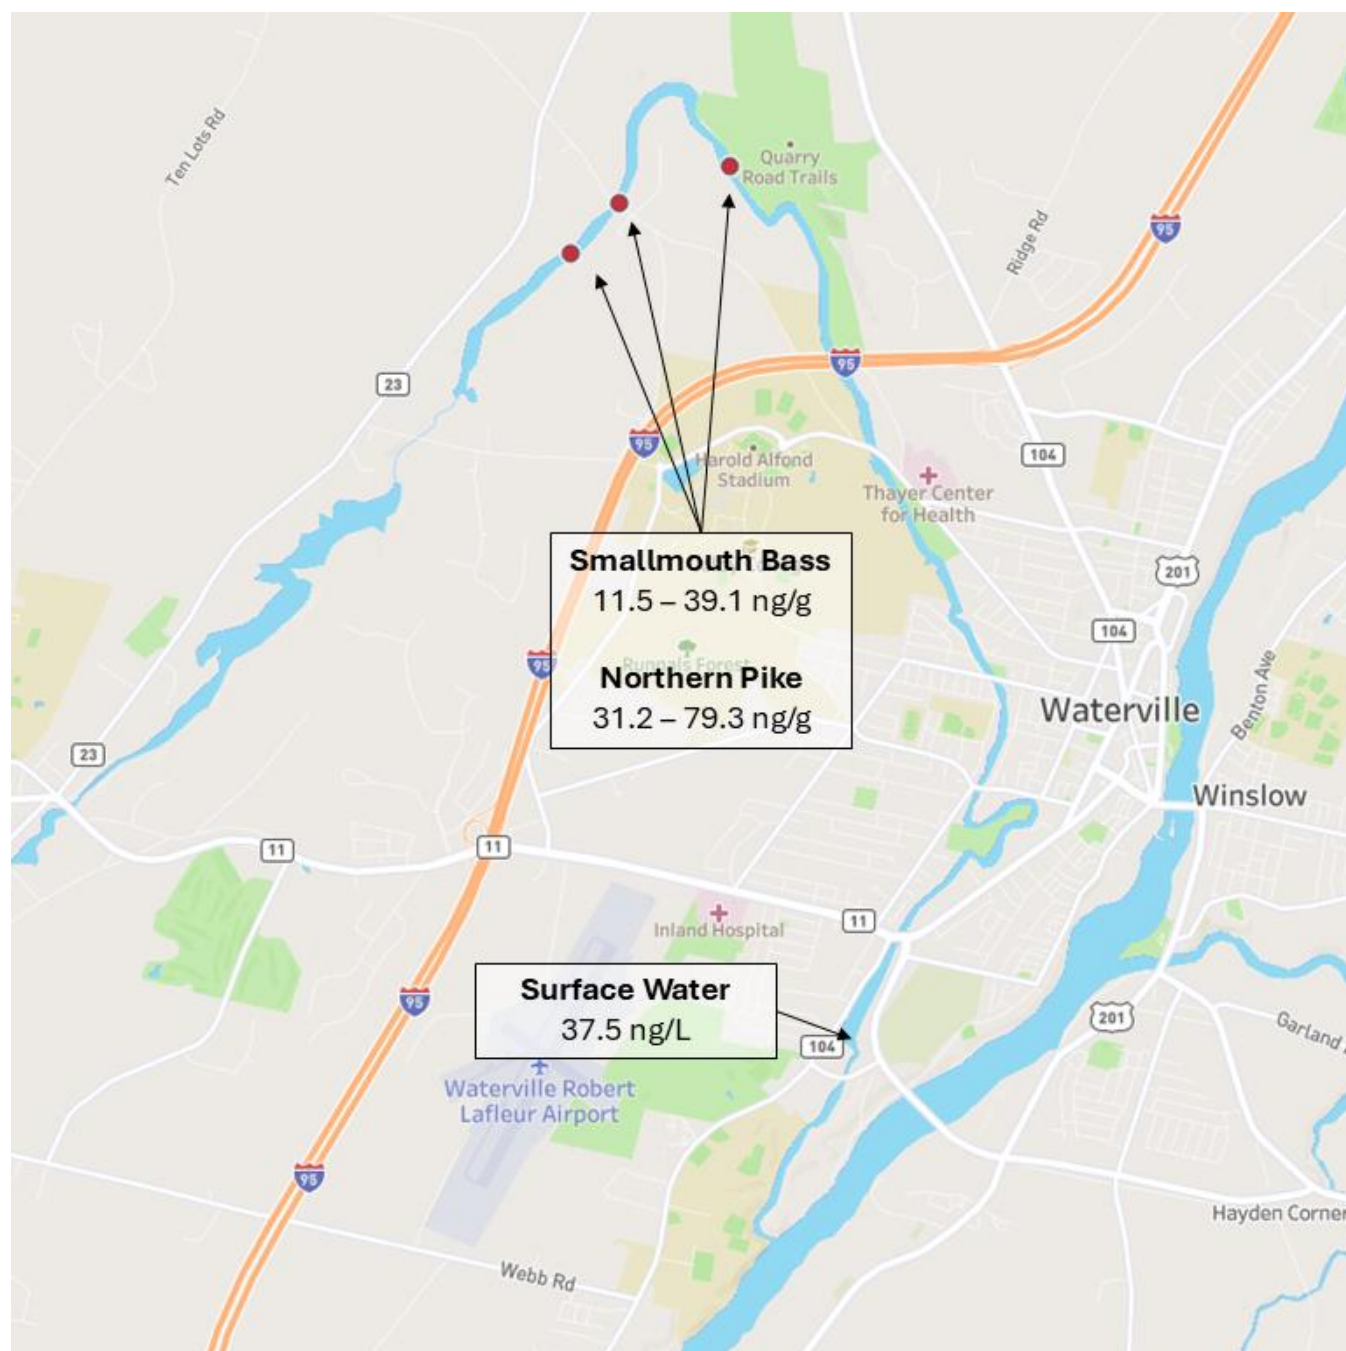 Ten Lots Rd
Quarry
Road Trails
Ridge Rd
95
95
23
95
Harold Alfond
Stadium
104
Thayer Center
for Health
Smallmouth Bass
11.5 – 39.1 ng/g
201
104
Runnals Forest
95
Northern Pike
31.2 – 79.3 ng/g
Benton Ave
Waterville
23
Winslow
11
11
11
Inland Hospital
Surface Water
37.5 ng/L
95
201
104
Garland
Waterville Robert
Lafleur Airport
95
Hayden Corner
Webb Rd